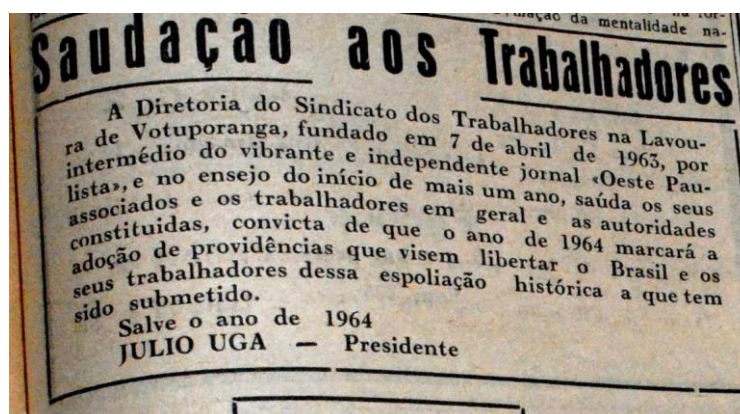 mação da mentalidade na-
Saudação aos Trabalhadores
A Diretoria do Sindicato dos Trabalhadores na Lavou-
ra de Votuporanga, fundado em 7 de abril de 1963, por
intermédio do vibrante e independente jornal «Oeste Pau-
lista», e no ensejo do início de mais um ano, saúda os seus
associados e os trabalhadores em geral e as autoridades
constituidas, convicta de que o ano de 1964 marcará a
adoção de providências que visem libertar o Brasil e os
seus trabalhadores dessa espoliação histórica a que tem
sido submetido.
Salve o ano de 1964
JULIO UGA — Presidente